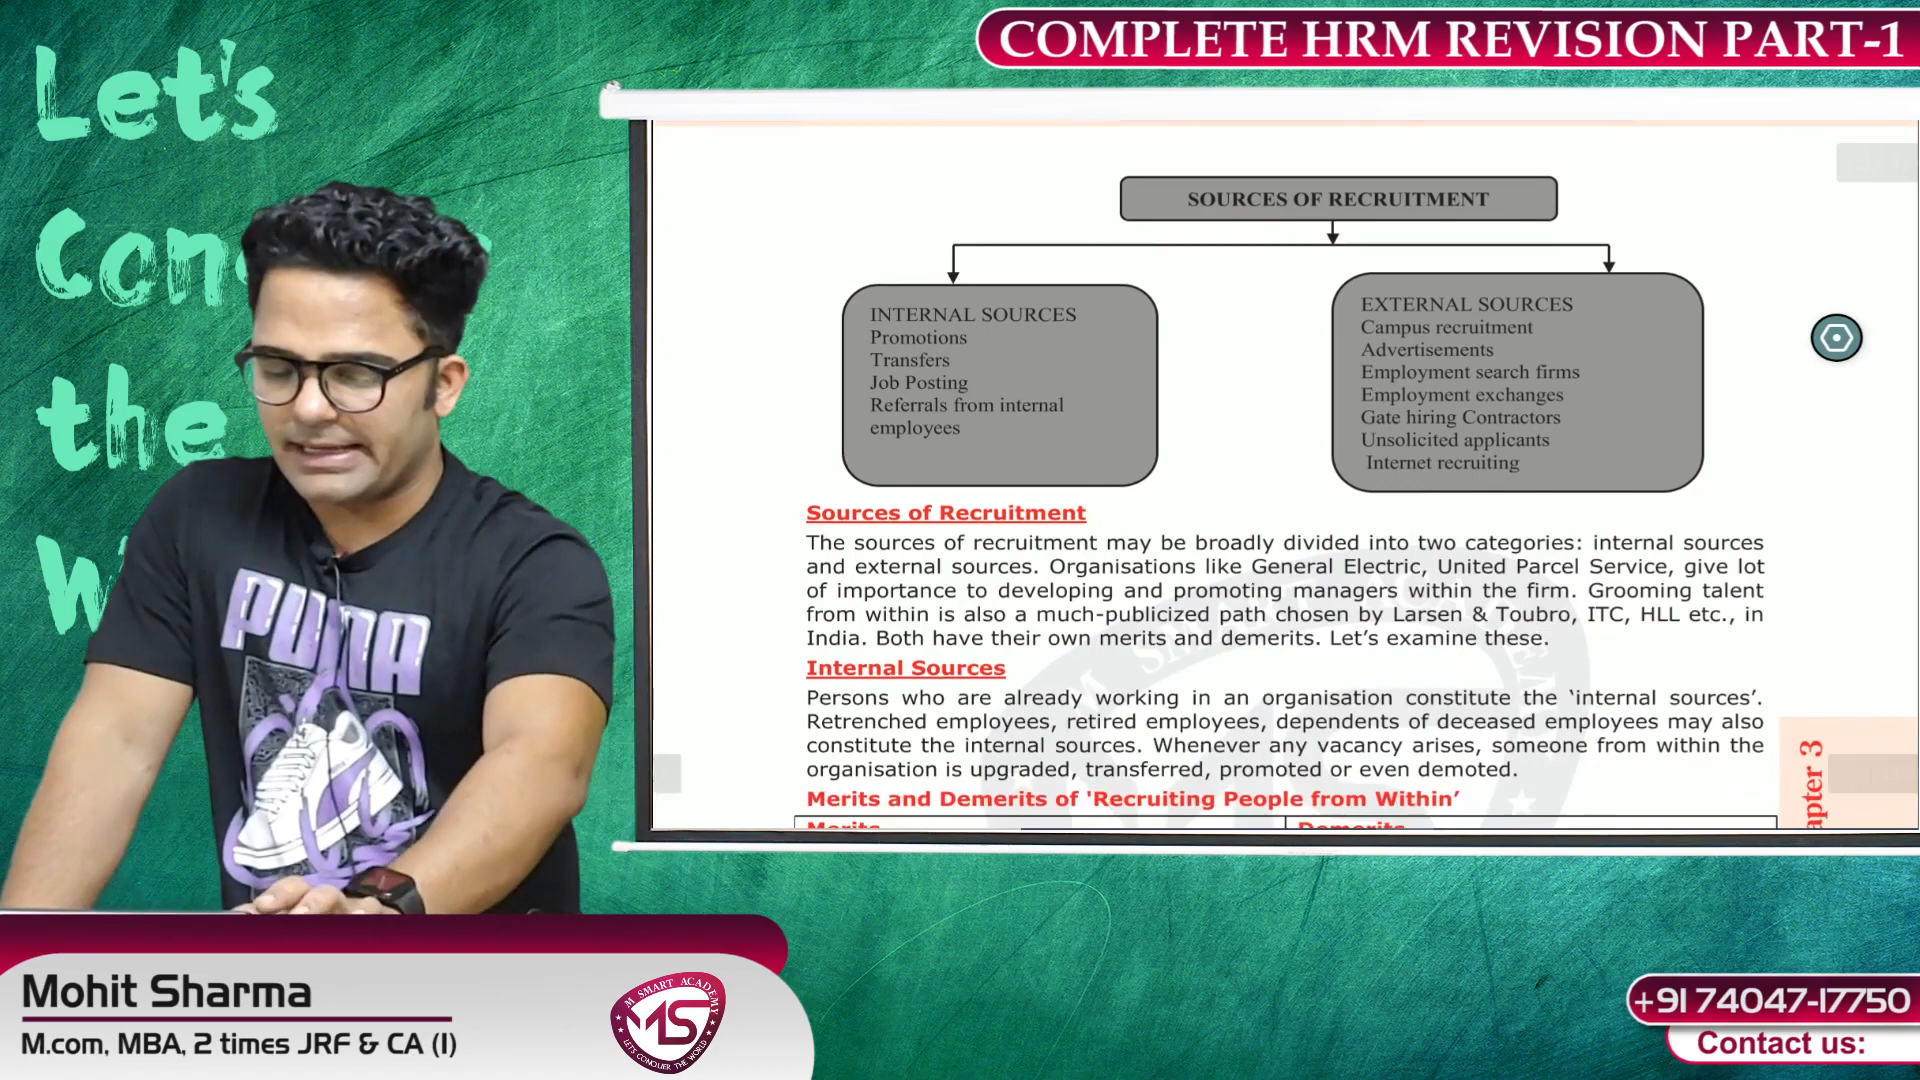 COMPLETE HRM REVISION PART-1
Let's
the
SOURCES OF RECRUITMENT
INTERNAL SOURCES
Promotions
Transfers
Job Posting
Referrals from internal
employees
EXTERNAL SOURCES
Campus recruitment
Advertisements
Employment search firms
Employment exchanges
Gate hiring Contractors
Unsolicited applicants
Internet recruiting
Sources of Recruitment
The sources of recruitment may be broadly divided into two categories: internal sources
and external sources. Organisations like General Electric, United Parcel Service, give lot
of importance to developing and promoting managers within the firm. Grooming talent
from within is also a much-publicized path chosen by Larsen & Toubro, ITC, HLL etc., in
India. Both have their own merits and demerits. Let's examine these.
Internal Sources
Persons who are already working in an organisation constitute the ‘internal sources’.
Retrenched employees, retired employees, dependents of deceased employees may also
constitute the internal sources. Whenever any vacancy arises, someone from within the
organisation is upgraded, transferred, promoted or even demoted.
Merits and Demerits of 'Recruiting People from Within’
Merits
Demerits
apter 3
PUMA
Mohit Sharma
M.com, MBA, 2 times JRF & CA (I)
M SMART ACADEMY
MS
LET'S CONQUER THE WORLD
+91 74047-17750
Contact us: